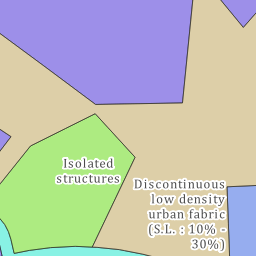 Isolated
structures
Discontinuous
low density
urban fabric
(S.L. : 10% -
30%)